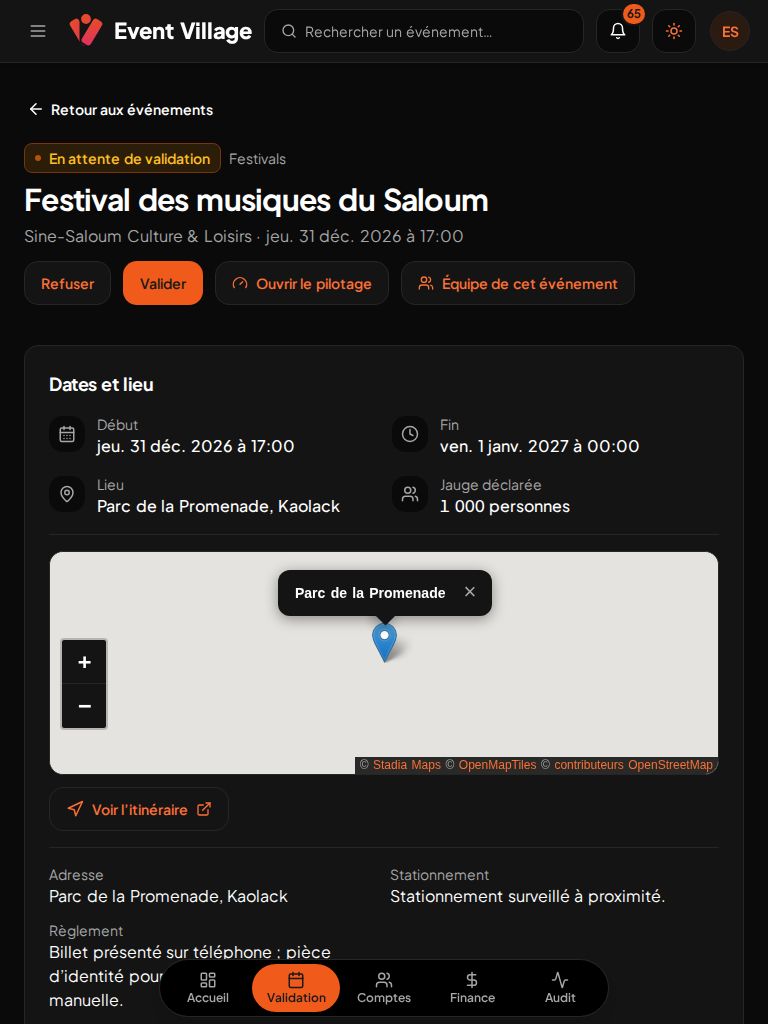 Event Village
Rechercher un événement…
65
ES
Retour aux événements
En attente de validation
Festivals
Festival des musiques du Saloum
Sine-Saloum Culture & Loisirs · jeu. 31 déc. 2026 à 17:00
Refuser
Valider
Ouvrir le pilotage
Équipe de cet événement
Dates et lieu
Début
jeu. 31 déc. 2026 à 17:00
Fin
ven. 1 janv. 2027 à 00:00
Lieu
Parc de la Promenade, Kaolack
Jauge déclarée
1 000 personnes
Parc de la Promenade
×
+
−
© Stadia Maps © OpenMapTiles © contributeurs OpenStreetMap
Voir l’itinéraire
Adresse
Parc de la Promenade, Kaolack
Stationnement
Stationnement surveillé à proximité.
Règlement
Billet présenté sur téléphone ; pièce
d’identité pour
manuelle.
Accueil
Validation
Comptes
Finance
Audit